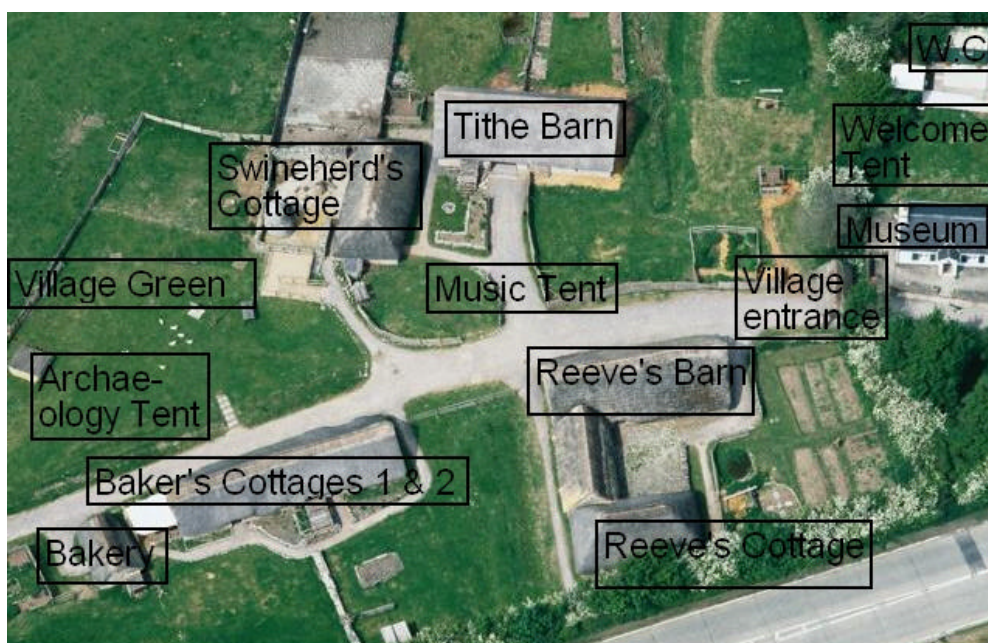 W.C
Tithe Barn
Welcome
Tent
Swineherd's
Cottage
Museum
Village Green
Music Tent
Village
entrance
Archae-
ology Tent
Reeve's Barn
Baker's Cottages 1 & 2
Bakery
Reeve's Cottage